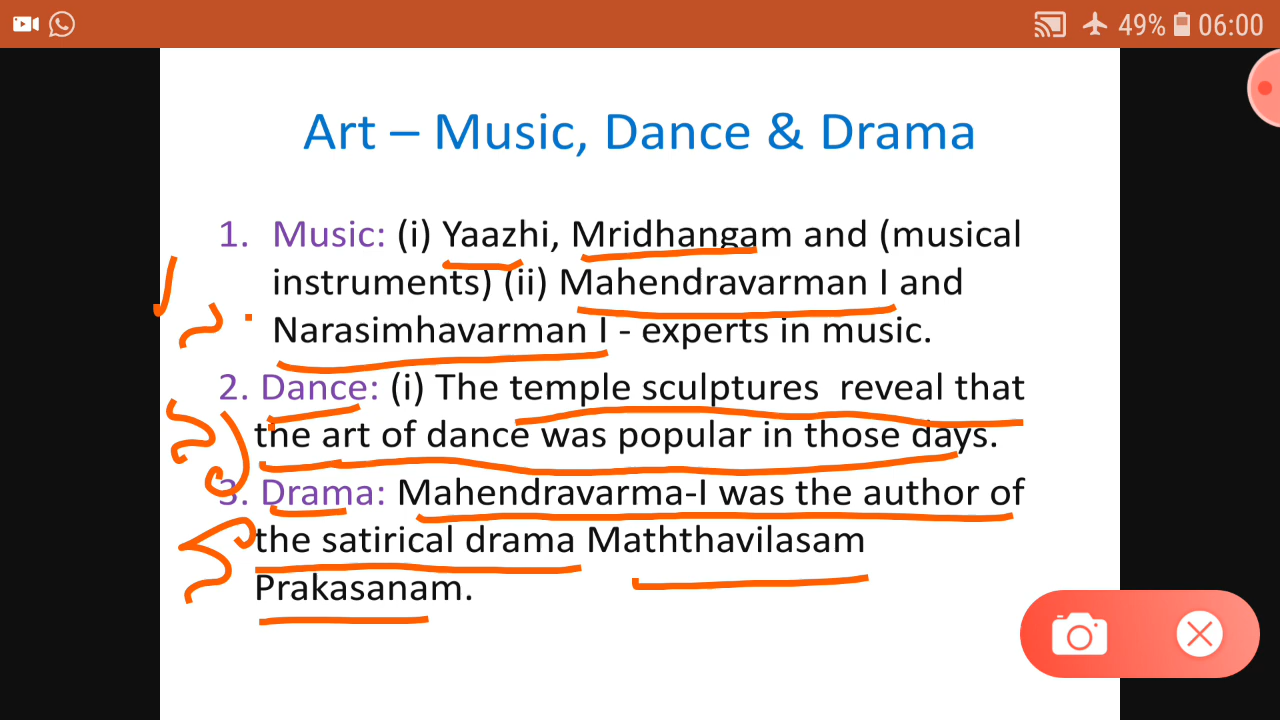 49% 06:00
Art – Music, Dance & Drama
1. Music: (i) Yaazhi, Mridhangam and (musical
instruments) (ii) Mahendravarman I and
Narasimhavarman I - experts in music.
2. Dance: (i) The temple sculptures reveal that
the art of dance was popular in those days.
3. Drama: Mahendravarma-I was the author of
the satirical drama Maththavilasam
Prakasanam.